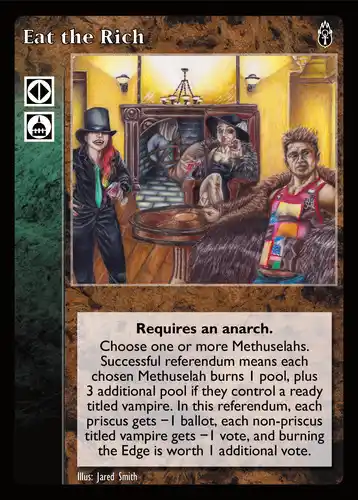 Eat the Rich
Requires an anarch.
Choose one or more Methuselahs.
Successful referendum means each
chosen Methuselah burns 1 pool, plus
3 additional pool if they control a ready
titled vampire. In this referendum, each
priscus gets −1 ballot, each non-priscus
titled vampire gets −1 vote, and burning
the Edge is worth 1 additional vote.
Illus: Jared Smith